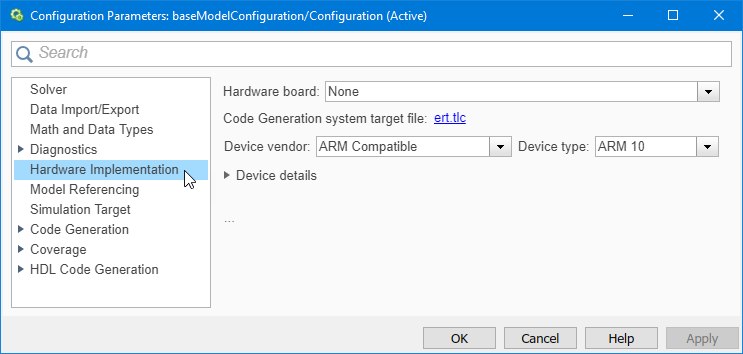 Configuration Parameters: baseModelConfiguration/Configuration (Active)
Search
Solver
Data Import/Export
Math and Data Types
Diagnostics
Hardware Implementation
Model Referencing
Simulation Target
Code Generation
Coverage
HDL Code Generation
Hardware board: None
Code Generation system target file: ert.tlc
Device vendor: ARM Compatible Device type: ARM 10
Device details
...
OK Cancel Help Apply